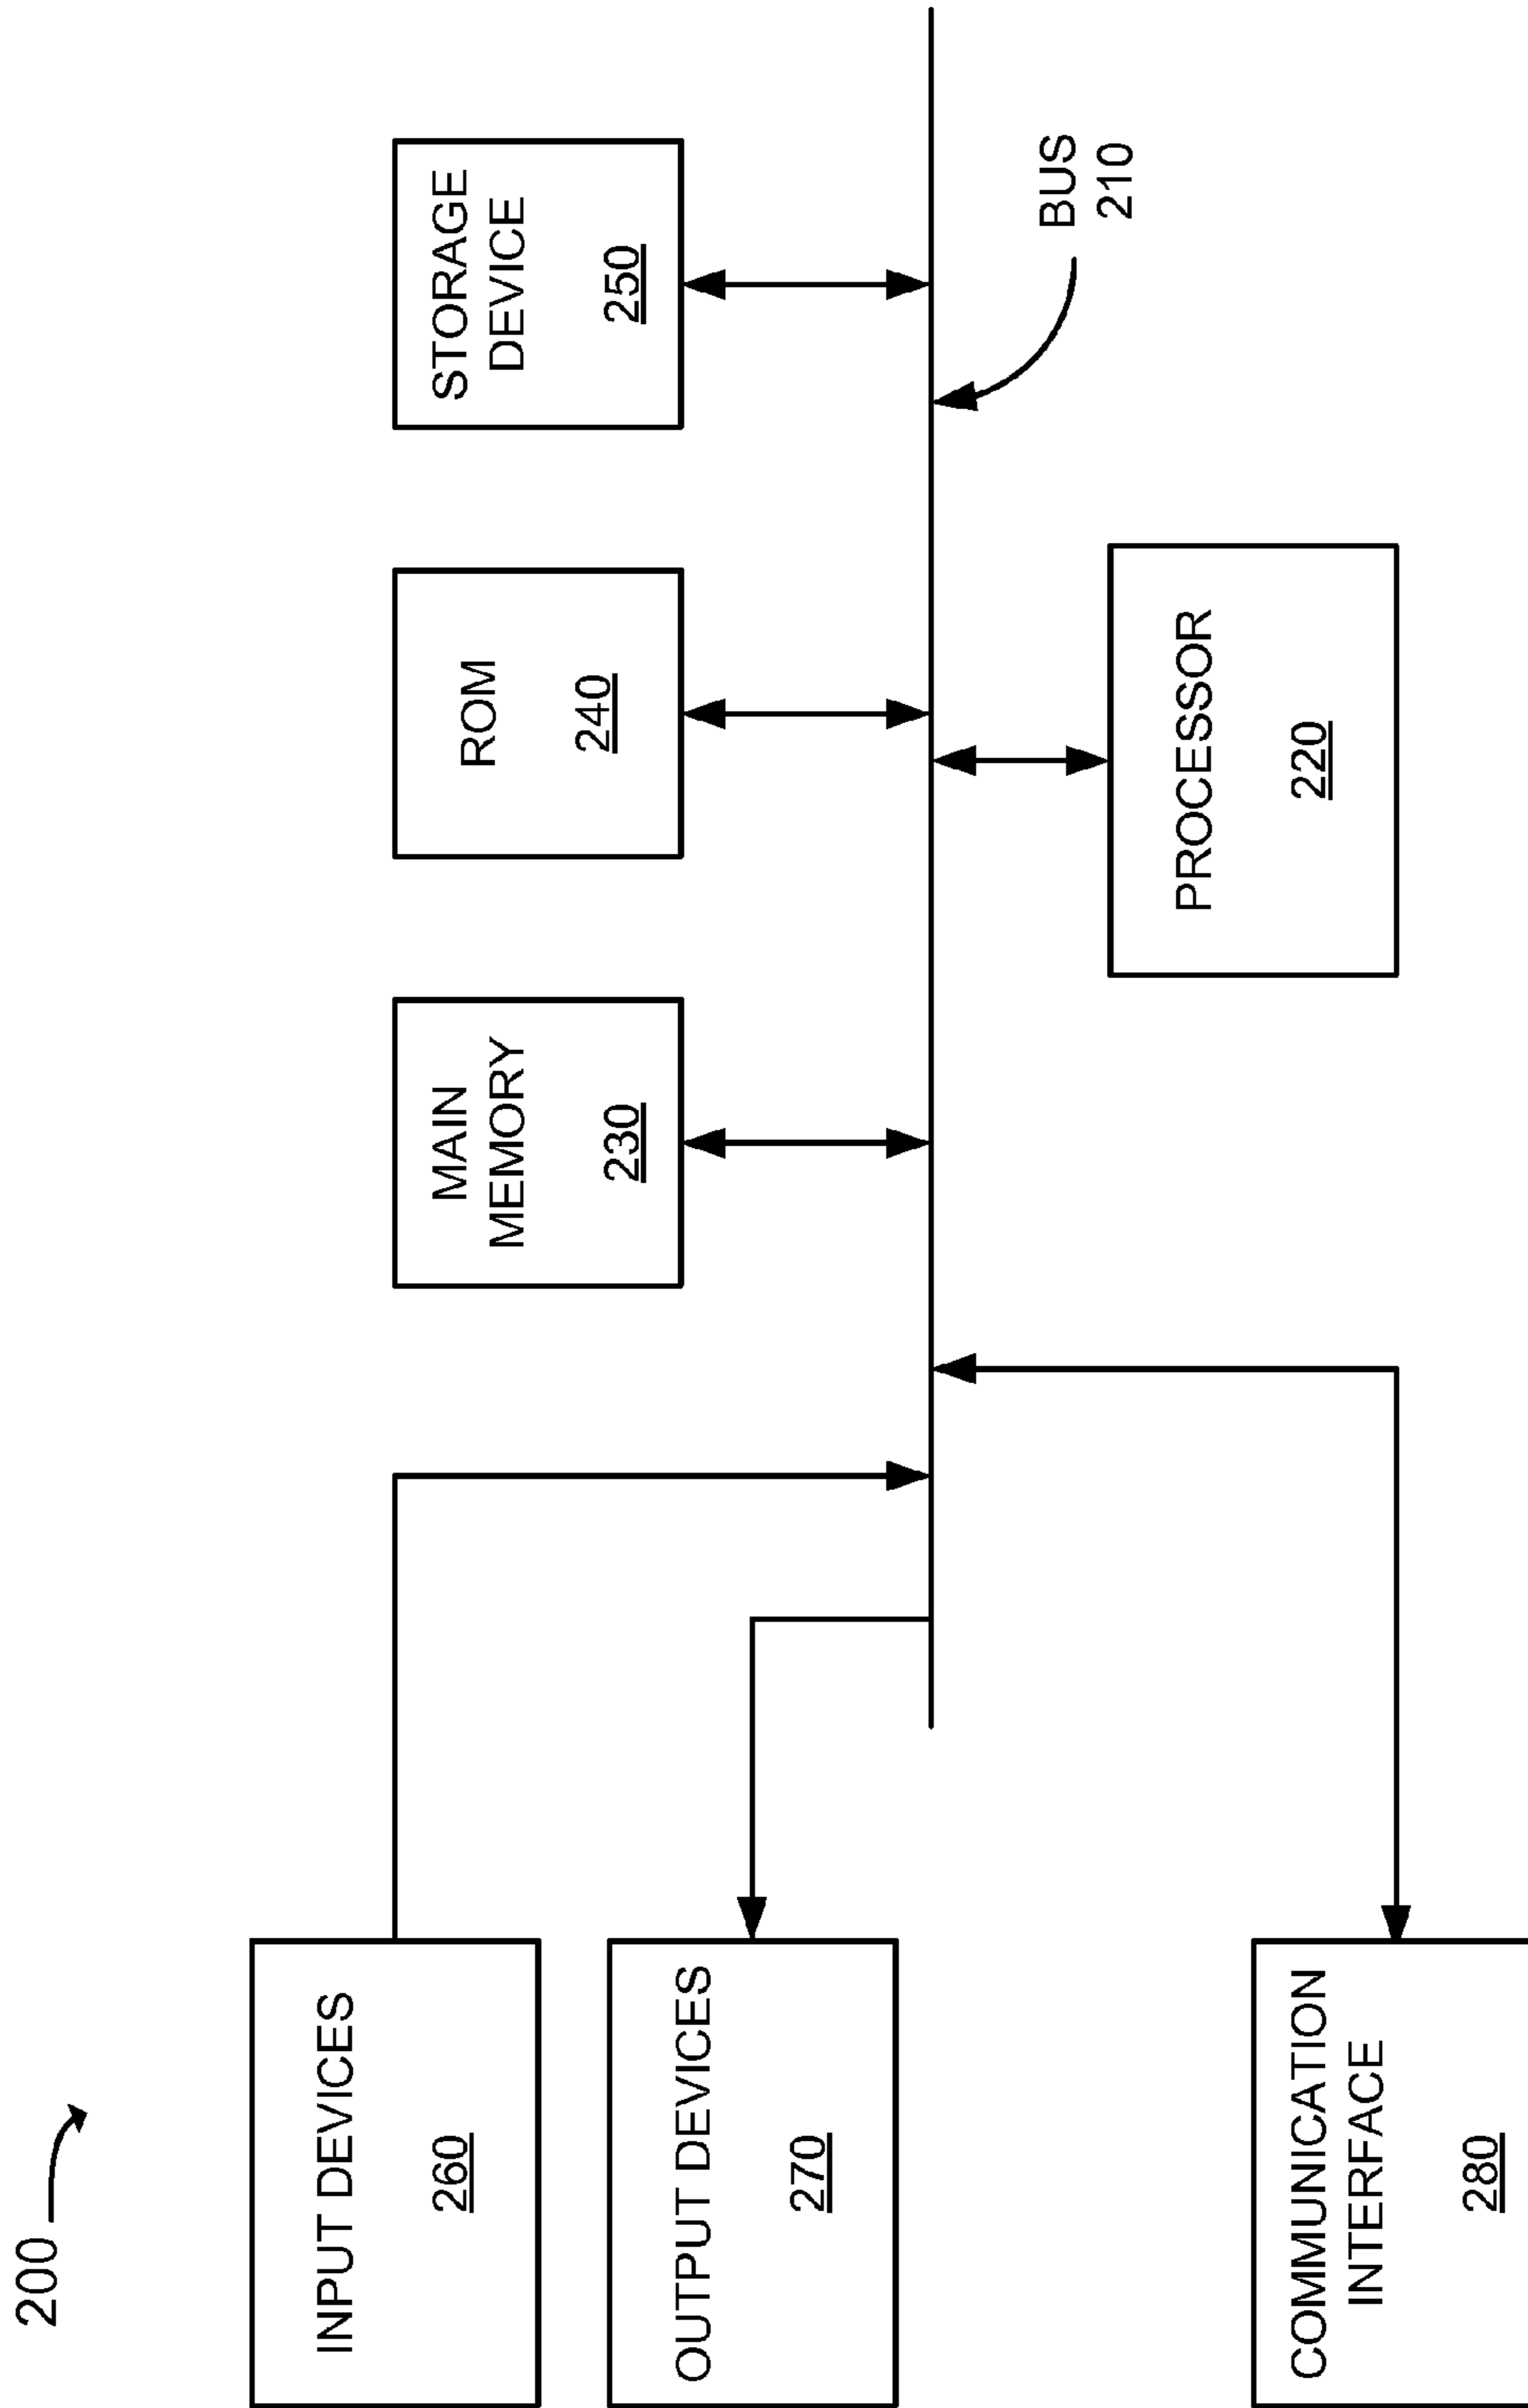 200
INPUT DEVICES
260
OUTPUT DEVICES
270
COMMUNICATION
INTERFACE
280
MAIN
MEMORY
230
ROM
240
STORAGE
DEVICE
250
PROCESSOR
220
BUS
210